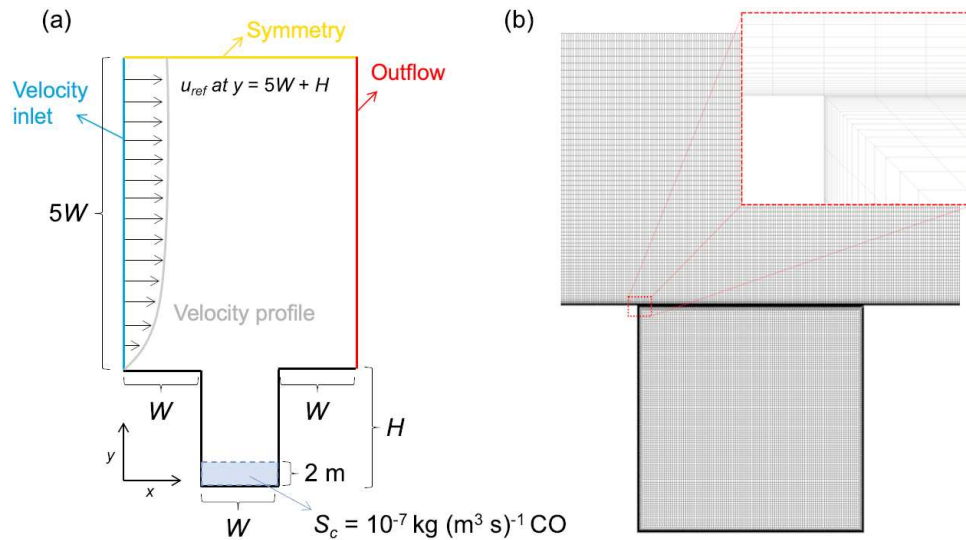 (a)
Symmetry
Velocity
inlet
u_ref at y = 5W + H
Outflow
5W
Velocity profile
W
W
H
y
x
2 m
W
S_c = 10^-7 kg (m^3 s)^-1 CO
(b)